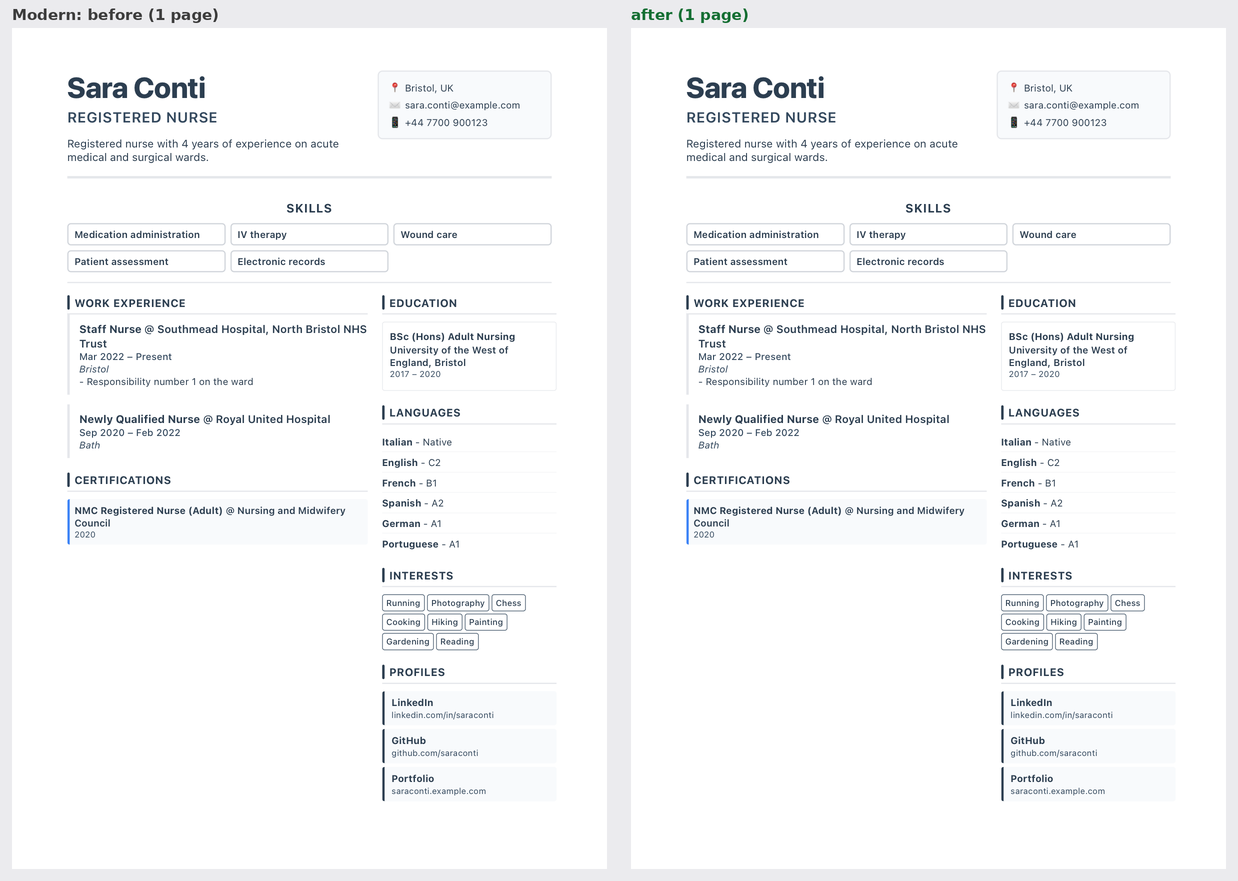 Modern: before (1 page)
Sara Conti
REGISTERED NURSE
Registered nurse with 4 years of experience on acute
medical and surgical wards.
Bristol, UK
sara.conti@example.com
+44 7700 900123
SKILLS
Medication administration
IV therapy
Wound care
Patient assessment
Electronic records
WORK EXPERIENCE
Staff Nurse @ Southmead Hospital, North Bristol NHS
Trust
Mar 2022 – Present
Bristol
- Responsibility number 1 on the ward
Newly Qualified Nurse @ Royal United Hospital
Sep 2020 – Feb 2022
Bath
CERTIFICATIONS
NMC Registered Nurse (Adult) @ Nursing and Midwifery
Council
2020
EDUCATION
BSc (Hons) Adult Nursing
University of the West of
England, Bristol
2017 – 2020
LANGUAGES
Italian - Native
English - C2
French - B1
Spanish - A2
German - A1
Portuguese - A1
INTERESTS
Running Photography Chess
Cooking Hiking Painting
Gardening Reading
PROFILES
LinkedIn
linkedin.com/in/saraconti
GitHub
github.com/saraconti
Portfolio
saraconti.example.com
after (1 page)
Sara Conti
REGISTERED NURSE
Registered nurse with 4 years of experience on acute
medical and surgical wards.
Bristol, UK
sara.conti@example.com
+44 7700 900123
SKILLS
Medication administration
IV therapy
Wound care
Patient assessment
Electronic records
WORK EXPERIENCE
Staff Nurse @ Southmead Hospital, North Bristol NHS
Trust
Mar 2022 – Present
Bristol
- Responsibility number 1 on the ward
Newly Qualified Nurse @ Royal United Hospital
Sep 2020 – Feb 2022
Bath
CERTIFICATIONS
NMC Registered Nurse (Adult) @ Nursing and Midwifery
Council
2020
EDUCATION
BSc (Hons) Adult Nursing
University of the West of
England, Bristol
2017 – 2020
LANGUAGES
Italian - Native
English - C2
French - B1
Spanish - A2
German - A1
Portuguese - A1
INTERESTS
Running Photography Chess
Cooking Hiking Painting
Gardening Reading
PROFILES
LinkedIn
linkedin.com/in/saraconti
GitHub
github.com/saraconti
Portfolio
saraconti.example.com